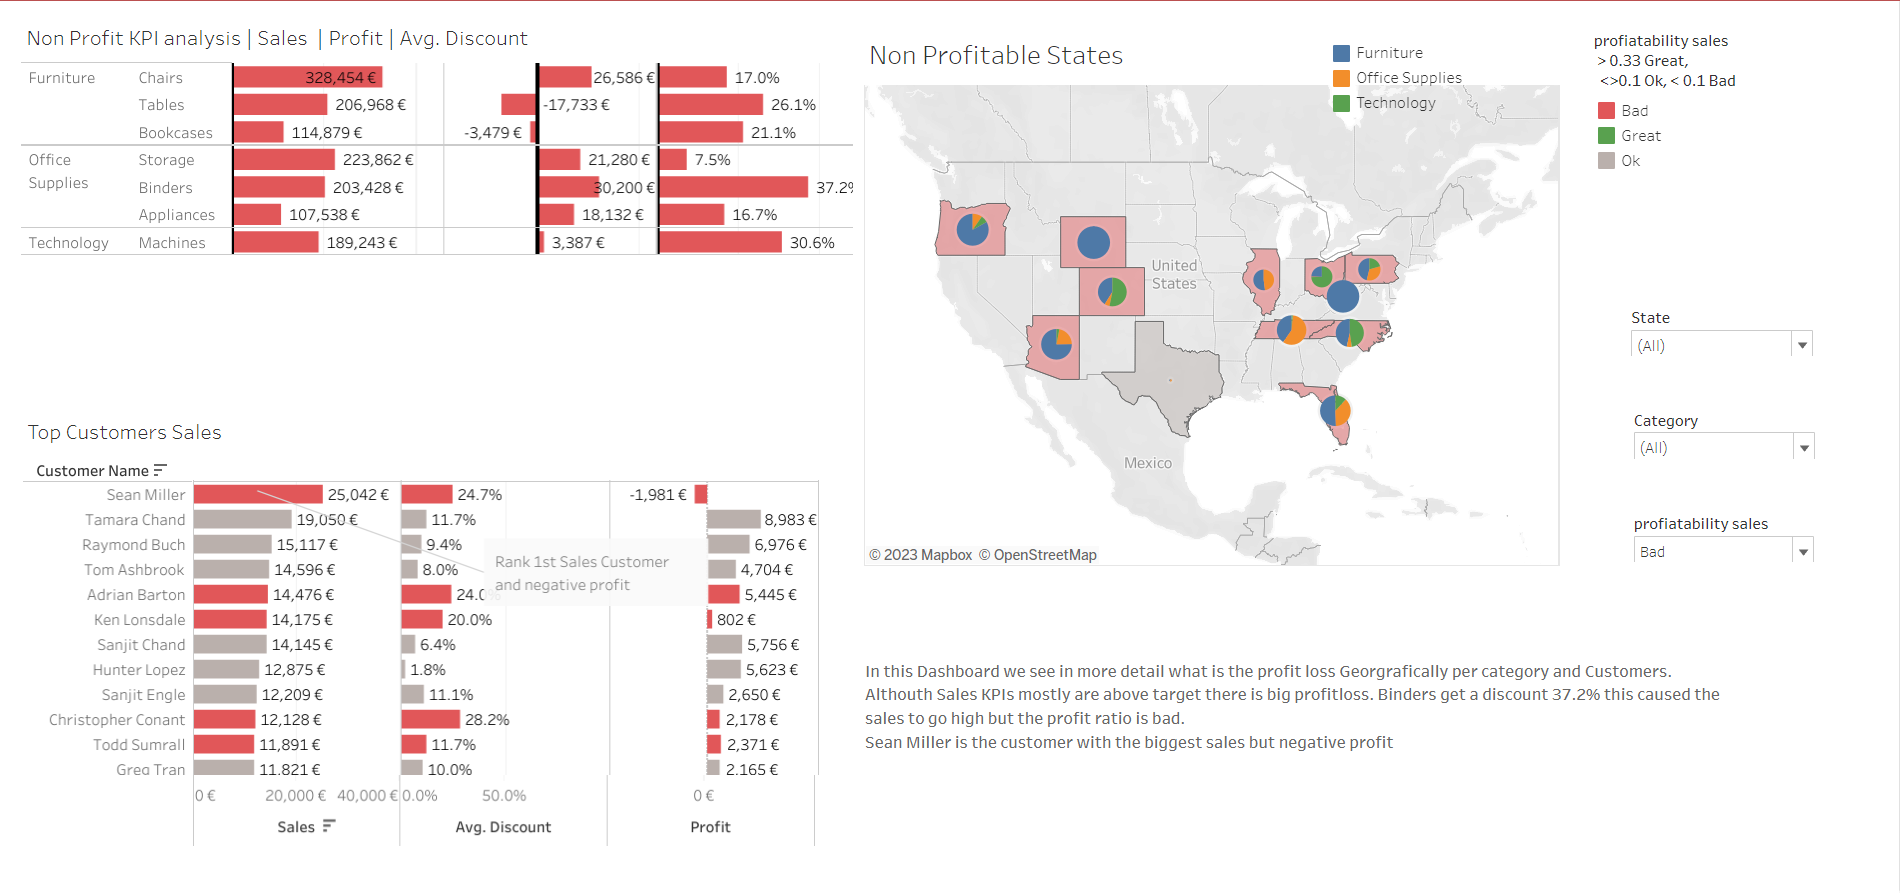 Non Profit KPI analysis | Sales | Profit | Avg. Discount
Furniture Chairs 328,454 € 26,586 € 17.0%
Tables 206,968 € -17,733 € 26.1%
Bookcases 114,879 € -3,479 € 21.1%
Office Supplies Storage 223,862 € 21,280 € 7.5%
Binders 203,428 € 30,200 € 37.2%
Appliances 107,538 € 18,132 € 16.7%
Technology Machines 189,243 € 3,387 € 30.6%
Top Customers Sales
Customer Name
Sean Miller 25,042 € 24.7% -1,981 €
Tamara Chand 19,050 € 11.7% 8,983 €
Raymond Buch 15,117 € 9.4% 6,976 €
Tom Ashbrook 14,596 € 8.0% 4,704 €
Adrian Barton 14,476 € 24.0 5,445 €
Ken Lonsdale 14,175 € 20.0% 802 €
Sanjit Chand 14,145 € 6.4% 5,756 €
Hunter Lopez 12,875 € 1.8% 5,623 €
Sanjit Engle 12,209 € 11.1% 2,650 €
Christopher Conant 12,128 € 28.2% 2,178 €
Todd Sumrall 11,891 € 11.7% 2,371 €
Greg Tran 11,821 € 10.0% 2,165 €
Rank 1st Sales Customer
and negative profit
0 € 20,000 € 40,000 € 0.0% 50.0% 0 €
Sales Avg. Discount Profit
Non Profitable States
Furniture
Office Supplies
Technology
United
States
Mexico
© 2023 Mapbox © OpenStreetMap
profiatability sales
> 0.33 Great,
<>0.1 Ok, < 0.1 Bad
Bad
Great
Ok
State
(All)
Category
(All)
profiatability sales
Bad
In this Dashboard we see in more detail what is the profit loss Georgrafically per category and Customers.
Althouth Sales KPIs mostly are above target there is big profitloss. Binders get a discount 37.2% this caused the
sales to go high but the profit ratio is bad.
Sean Miller is the customer with the biggest sales but negative profit